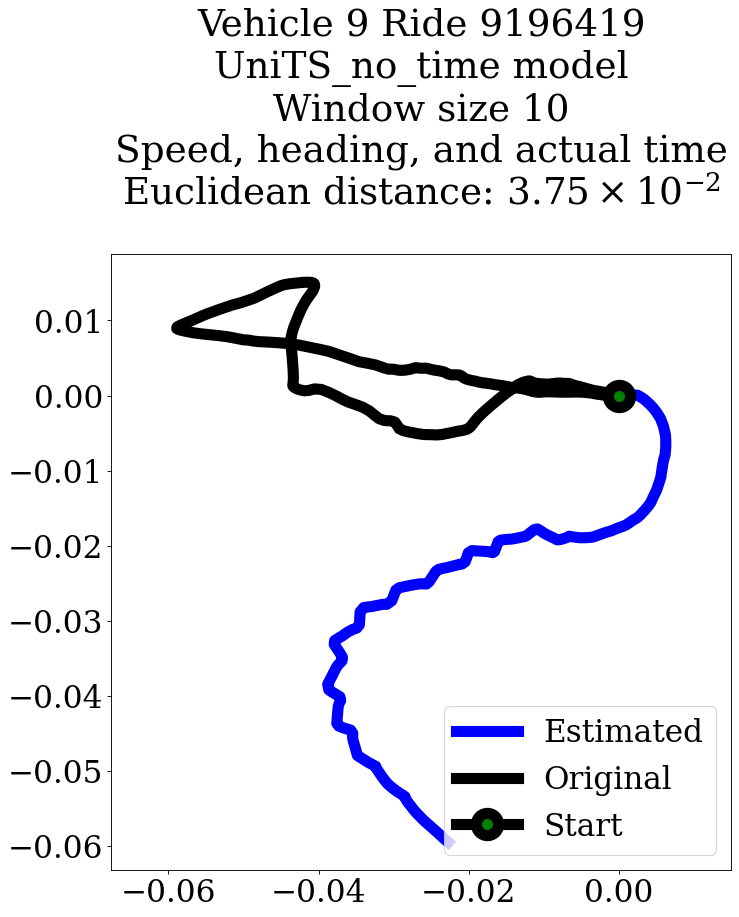 Vehicle 9 Ride 9196419
UniTS_no_time model
Window size 10
Speed, heading, and actual time
Euclidean distance: 3.75 × 10⁻²
0.01
0.00
−0.01
−0.02
−0.03
−0.04
−0.05
−0.06
Estimated
Original
Start
−0.06 −0.04 −0.02 0.00